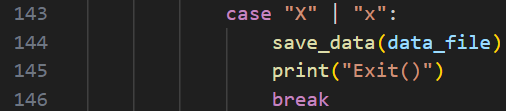 143 case "X" | "x":
144 save_data(data_file)
145 print("Exit()")
146 break